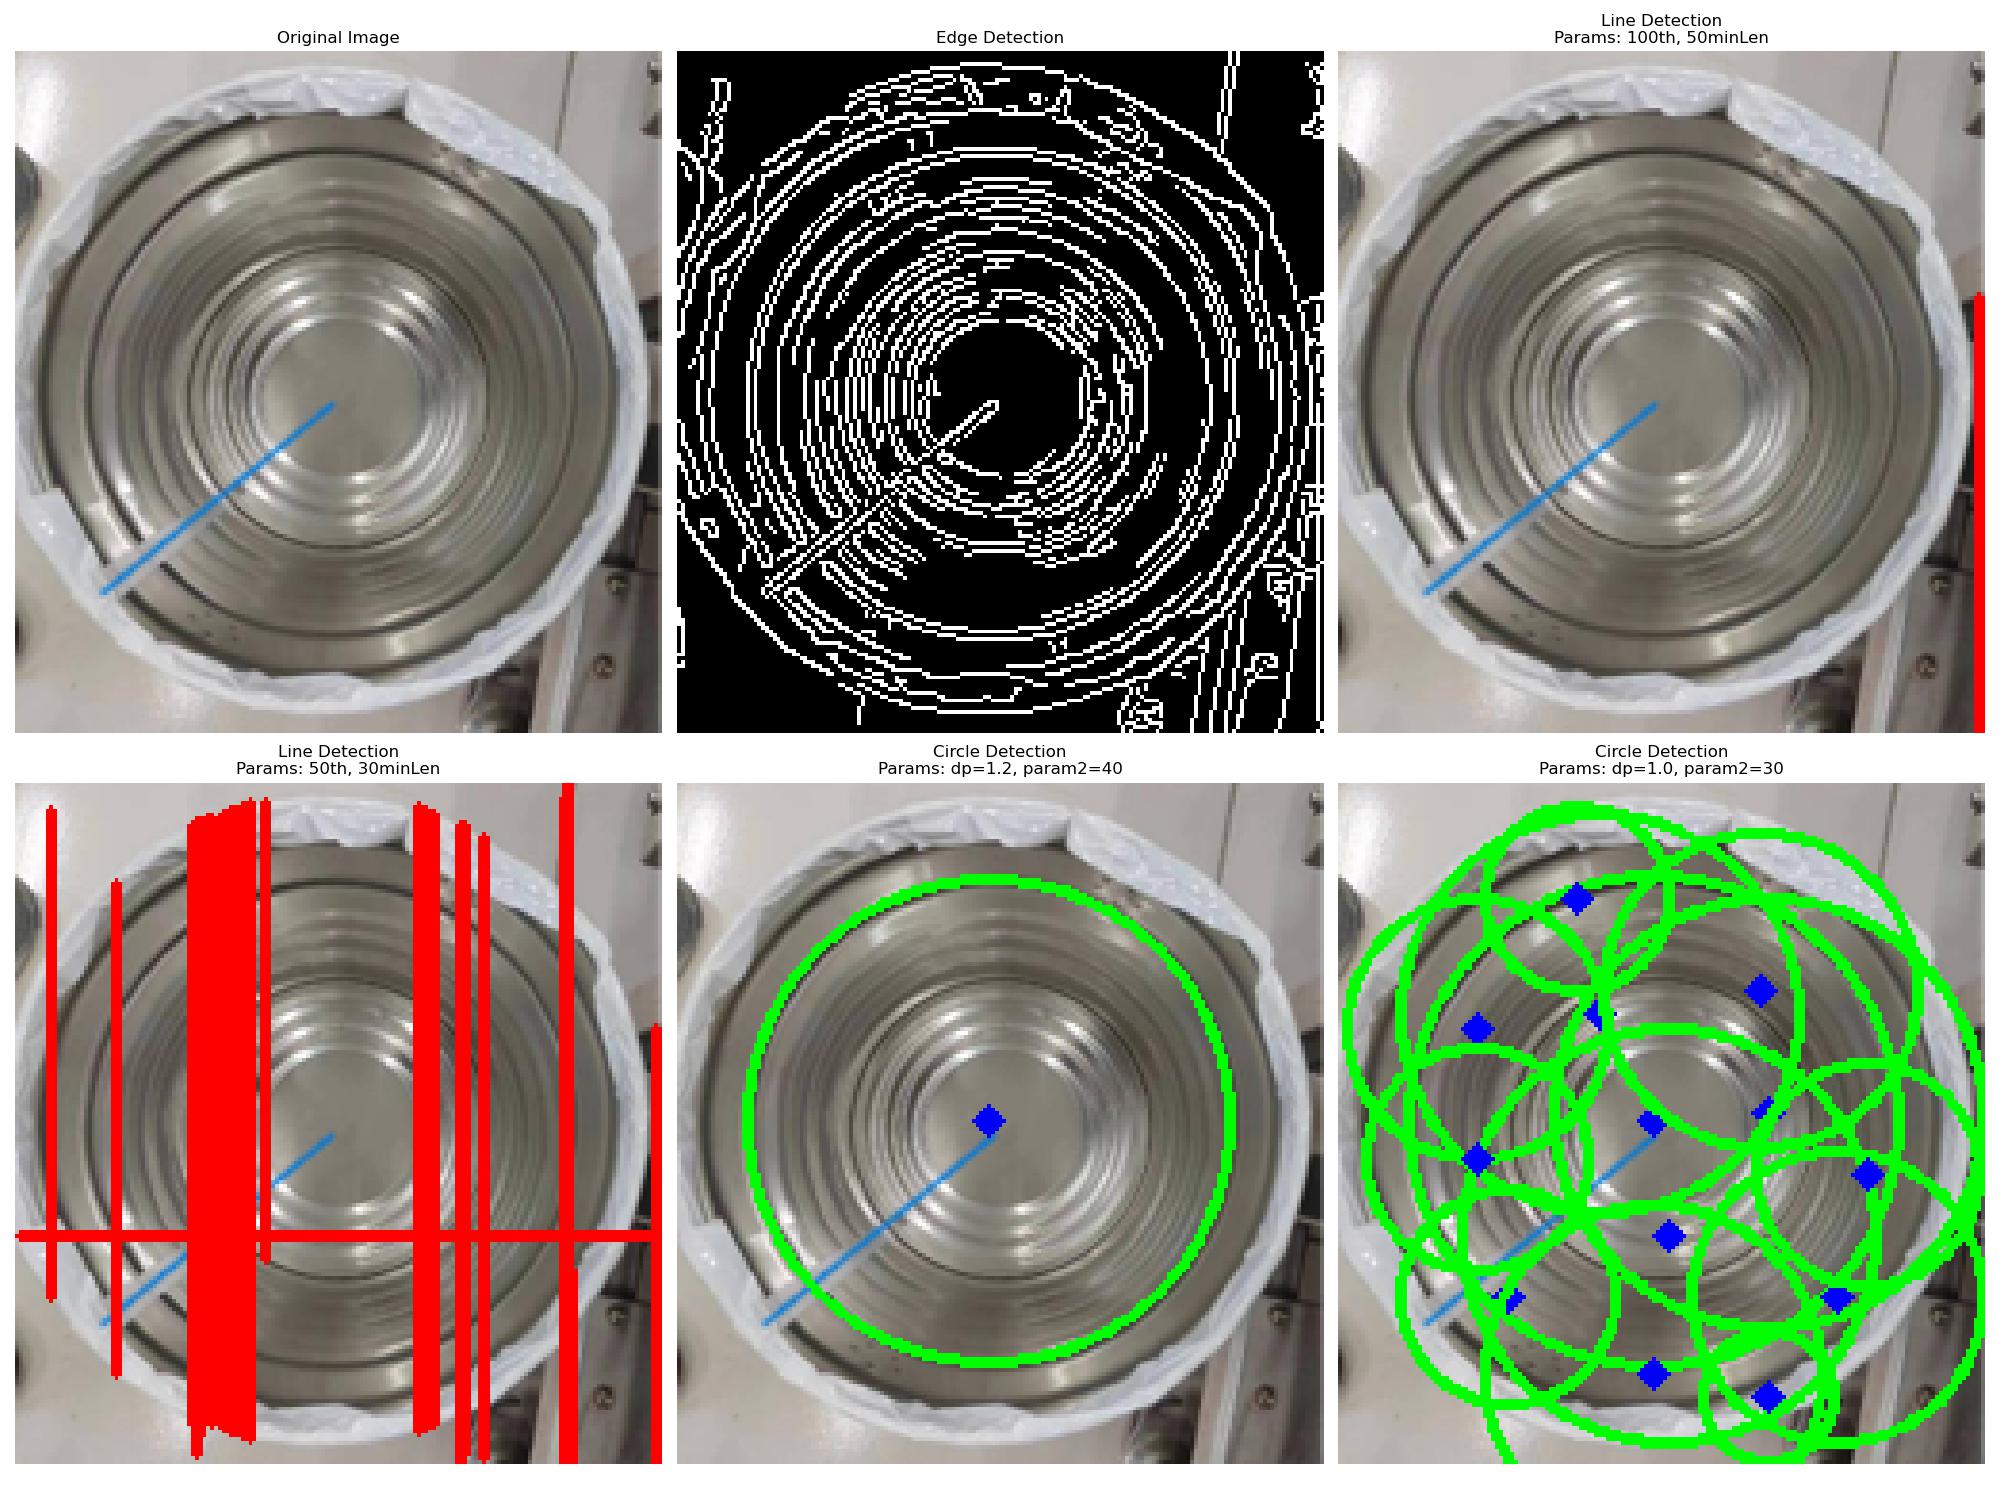 Original Image
Edge Detection
Line Detection
Params: 100th, 50minLen
Line Detection
Params: 50th, 30minLen
Circle Detection
Params: dp=1.2, param2=40
Circle Detection
Params: dp=1.0, param2=30